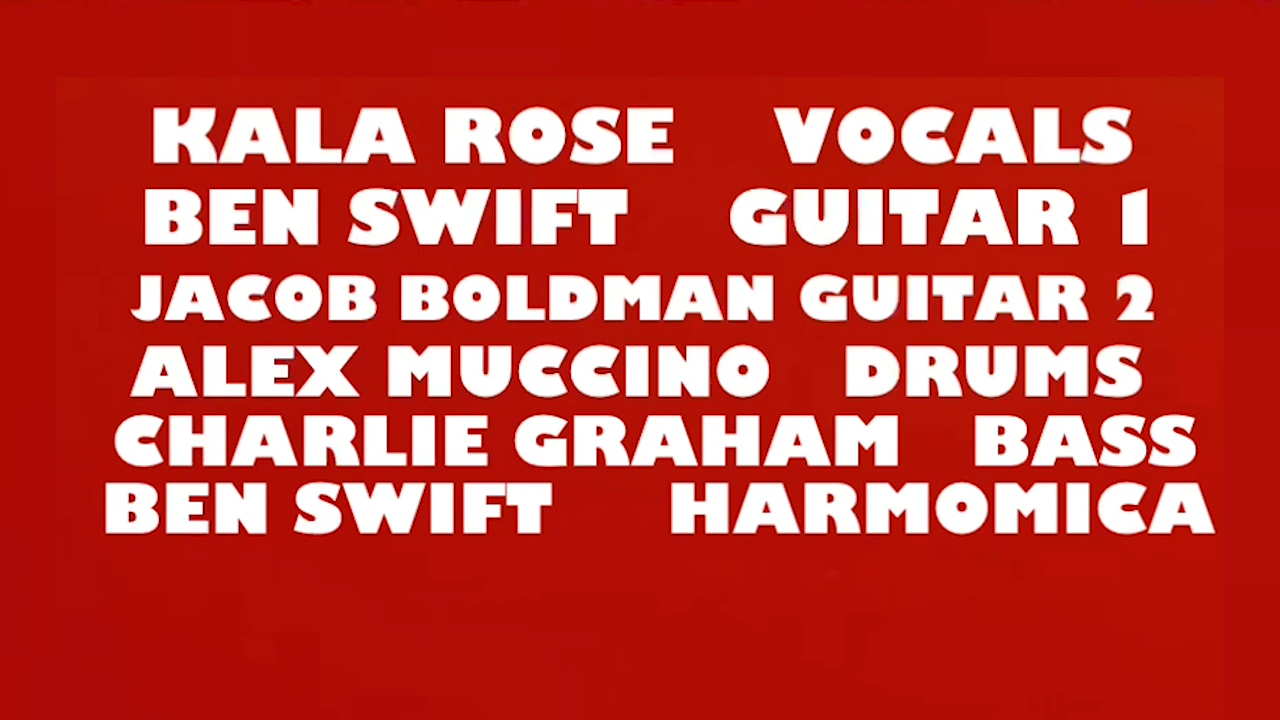 KALA ROSE VOCALS
BEN SWIFT GUITAR 1
JACOB BOLDMAN GUITAR 2
ALEX MUCCINO DRUMS
CHARLIE GRAHAM BASS
BEN SWIFT HARMOMICA